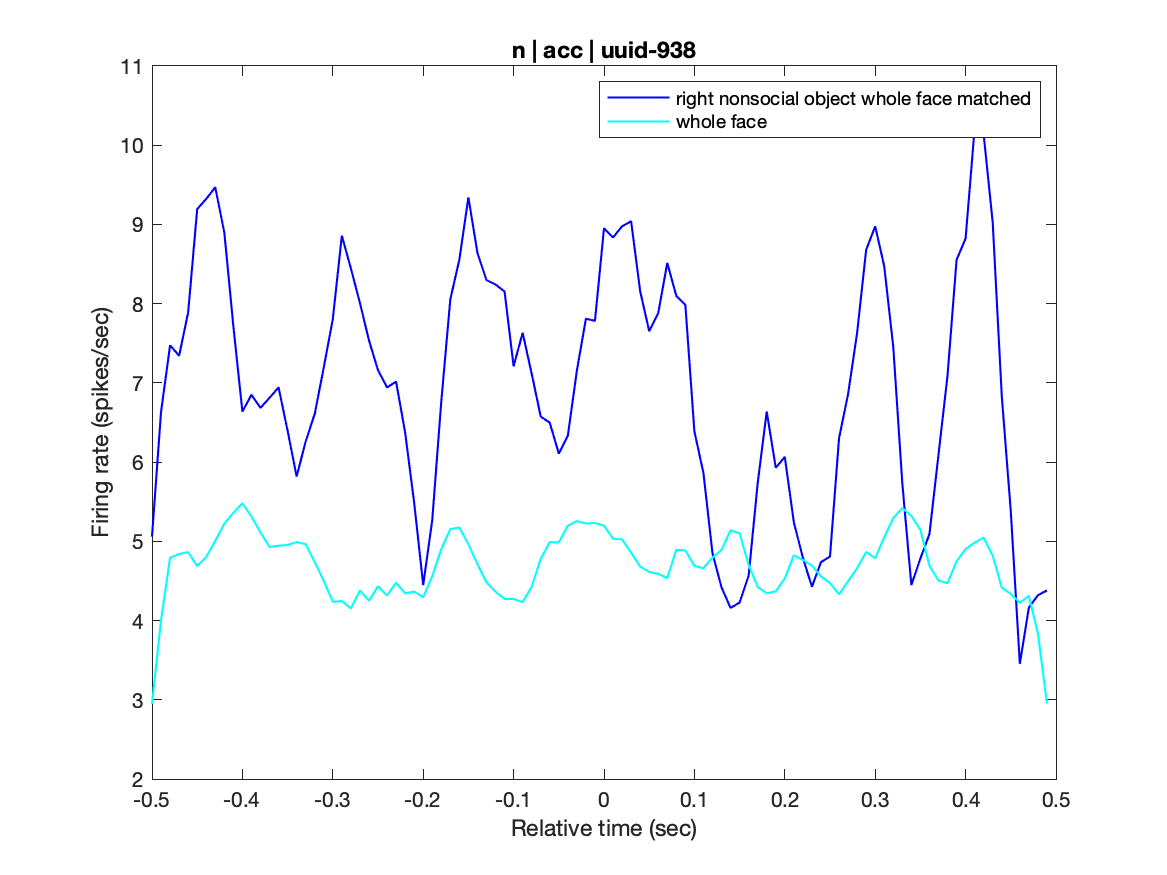 n | acc | uuid-938
right nonsocial object whole face matched
whole face
11
10
9
8
7
6
5
4
3
2
Firing rate (spikes/sec)
-0.5 -0.4 -0.3 -0.2 -0.1 0 0.1 0.2 0.3 0.4 0.5
Relative time (sec)